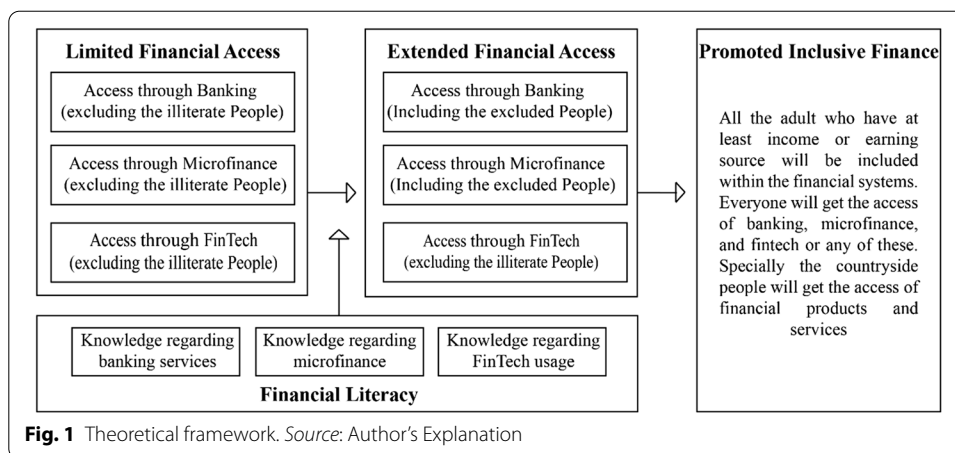 Limited Financial Access
Access through Banking
(excluding the illiterate People)
Access through Microfinance
(excluding the illiterate People)
Access through FinTech
(excluding the illiterate People)
Extended Financial Access
Access through Banking
(Including the excluded People)
Access through Microfinance
(Including the excluded People)
Access through FinTech
(excluding the illiterate People)
Promoted Inclusive Finance
All the adult who have at
least income or earning
source will be included
within the financial systems.
Everyone will get the access
of banking, microfinance,
and fintech or any of these.
Specially the countryside
people will get the access of
financial products and
services
Knowledge regarding
banking services
Knowledge regarding
microfinance
Knowledge regarding
FinTech usage
Financial Literacy
Fig. 1 Theoretical framework. Source: Author's Explanation